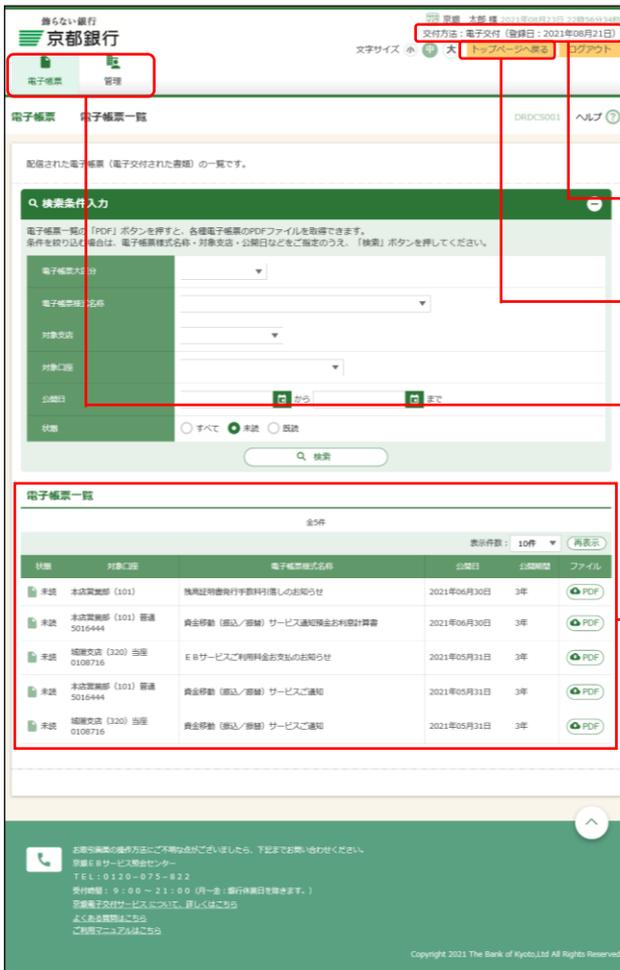 飾らない銀行
京都銀行
京銀 太郎 様 2021年08月23日 22時56分34秒
交付方法：電子交付（登録日：2021年08月21日）
文字サイズ 小 中 大 トップページへ戻る ログアウト
電子帳票 管理
電子帳票 電子帳票一覧 DRDCS001 ヘルプ ?
配信された電子帳票（電子交付された書類）の一覧です。
検索条件入力
電子帳票一覧の「PDF」ボタンを押すと、各種電子帳票のPDFファイルを取得できます。
条件を絞り込む場合は、電子帳票様式名称・対象支店・公開日などをご指定のうえ、「検索」ボタンを押してください。
電子帳票大区分
電子帳票様式名称
対象支店
対象口座
公開日 から まで
状態 すべて 未読 既読
検索
電子帳票一覧
全5件
表示件数： 10件 再表示
状態 対象口座 電子帳票様式名称 公開日 公開期間 ファイル
未読 本店営業部（101） 残高証明書発行手数料引落しのお知らせ 2021年06月30日 3年 PDF
未読 本店営業部（101）普通 5016444 資金移動（振込／振替）サービス通知預金お利息計算書 2021年06月30日 3年 PDF
未読 城陽支店（320）当座 0108716 ＥＢサービスご利用料金お支払のお知らせ 2021年05月31日 3年 PDF
未読 本店営業部（101）普通 5016444 資金移動（振込／振替）サービスご通知 2021年05月31日 3年 PDF
未読 城陽支店（320）当座 0108716 資金移動（振込／振替）サービスご通知 2021年05月31日 3年 PDF
お取引画面の操作方法にご不明な点がございましたら、下記までお問い合わせください。
京銀ＥＢサービス照会センター
ＴＥＬ：０１２０－０７５－８２２
受付時間：９：００～２１：００（月～金：銀行休業日を除きます。）
京銀電子交付サービスについて、詳しくはこちら
よくある質問はこちら
ご利用マニュアルはこちら
Copyright 2021 The Bank of Kyoto,Ltd All Rights Reserved